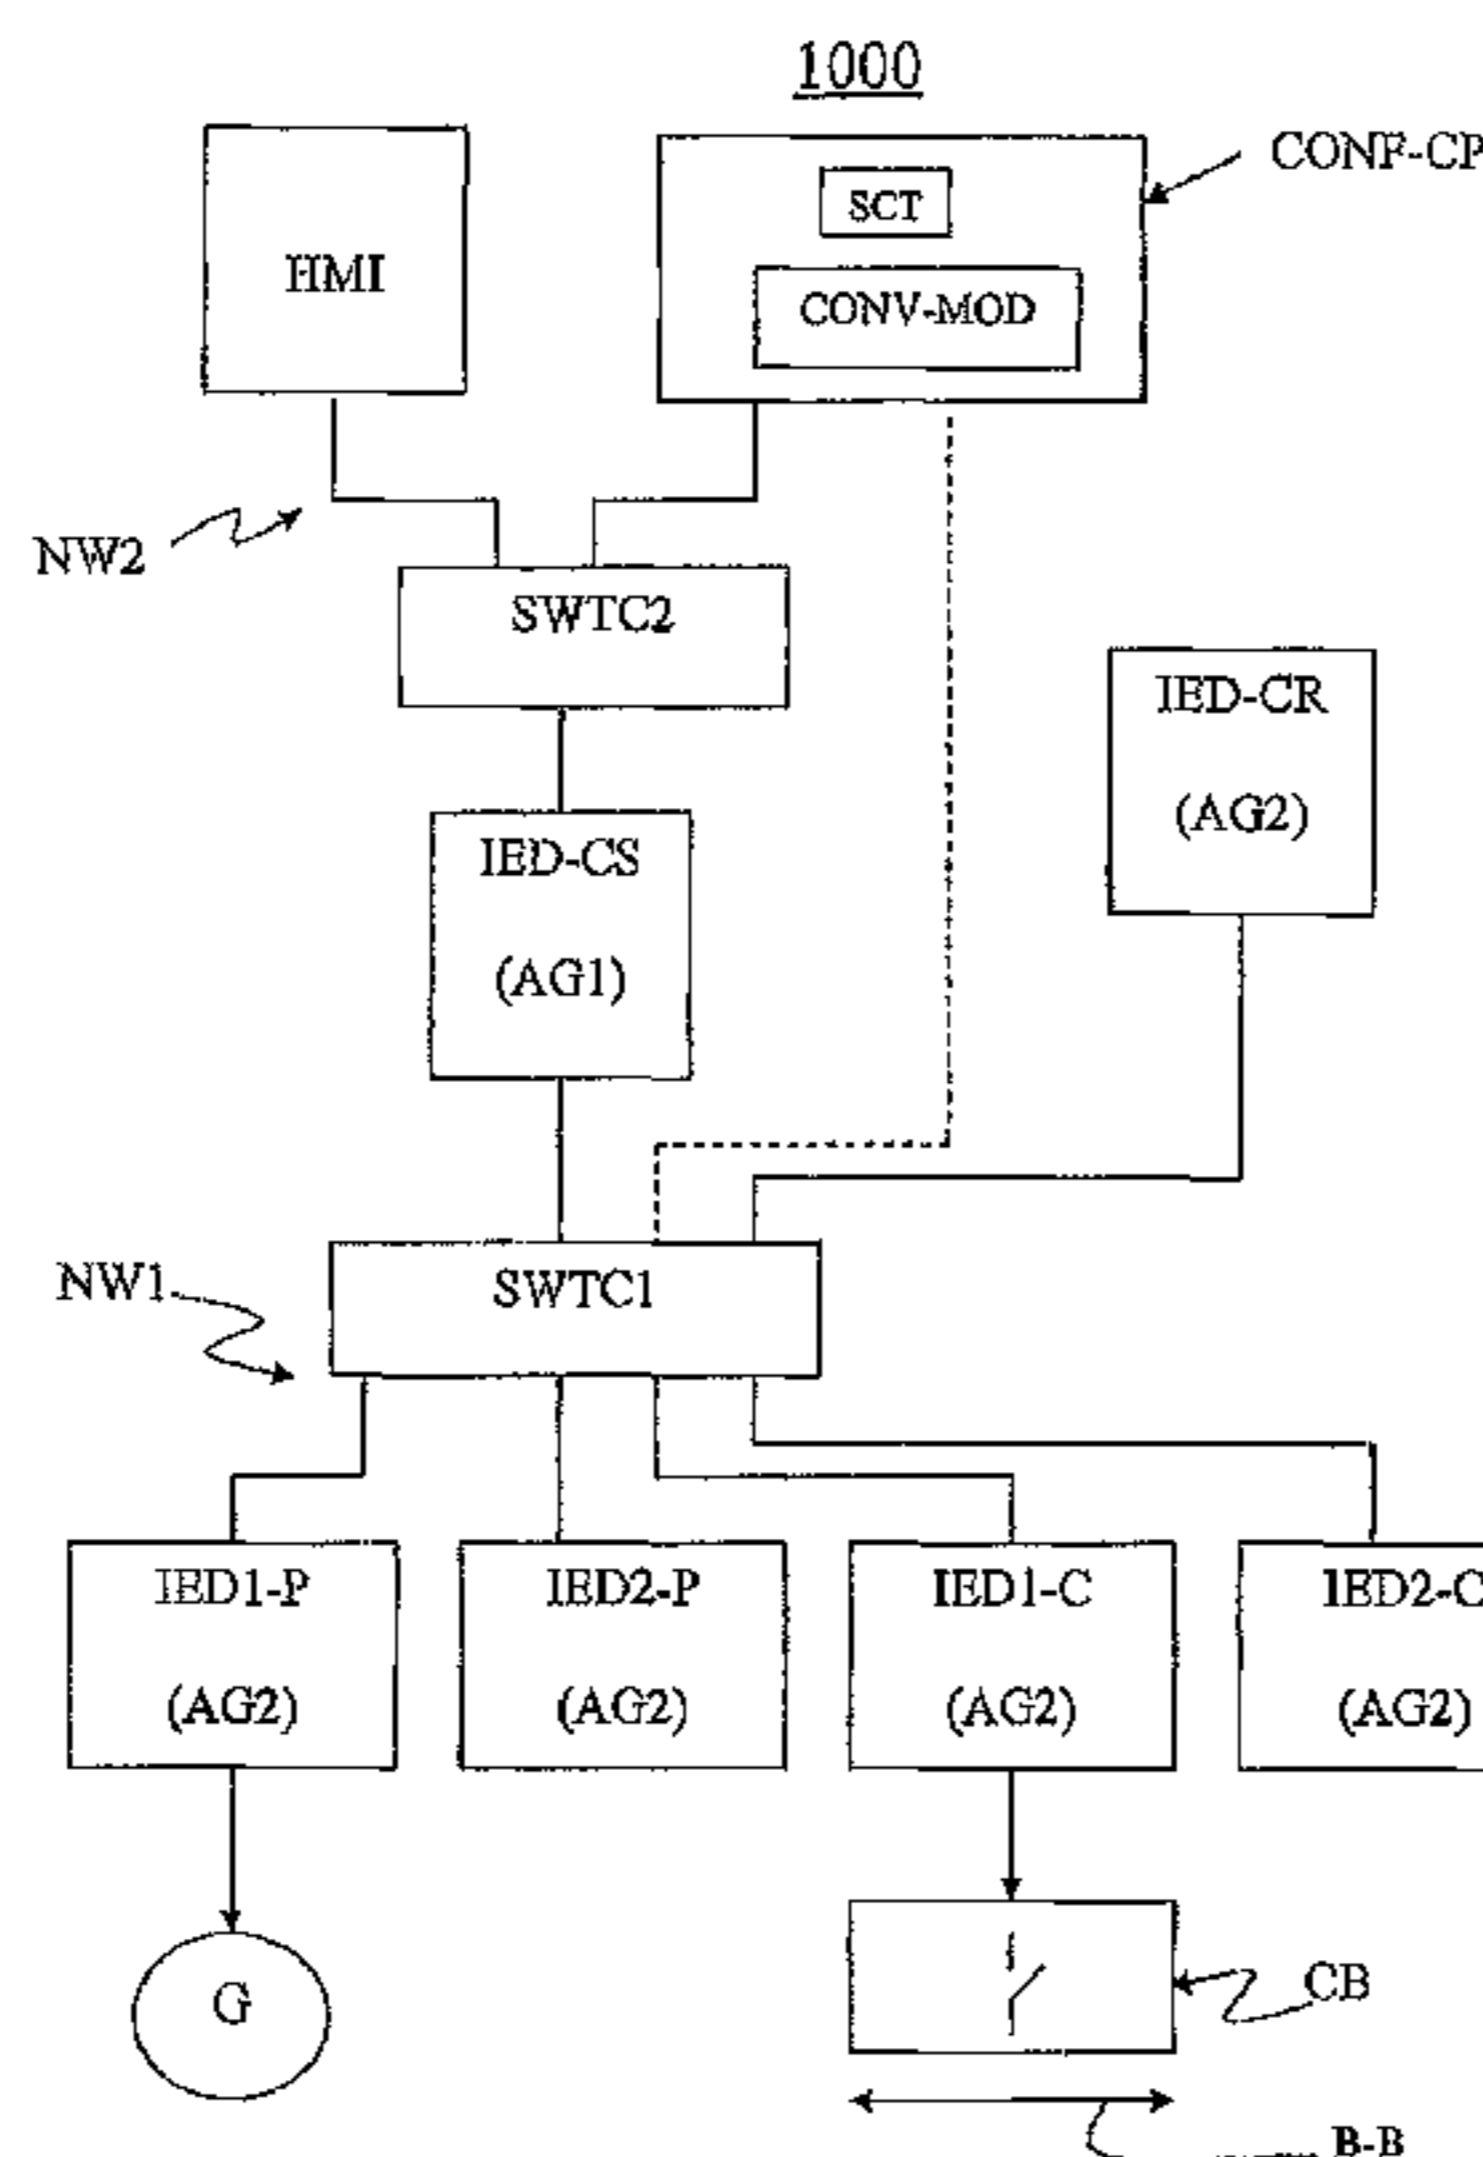 1000
CONF-CP
SCT
HMI
CONV-MOD
NW2
SWTC2
IED-CR
(AG2)
IED-CS
(AG1)
NW1
SWTC1
IED1-P
(AG2)
IED2-P
(AG2)
IED1-C
(AG2)
IED2-C
(AG2)
G
CB
B-B